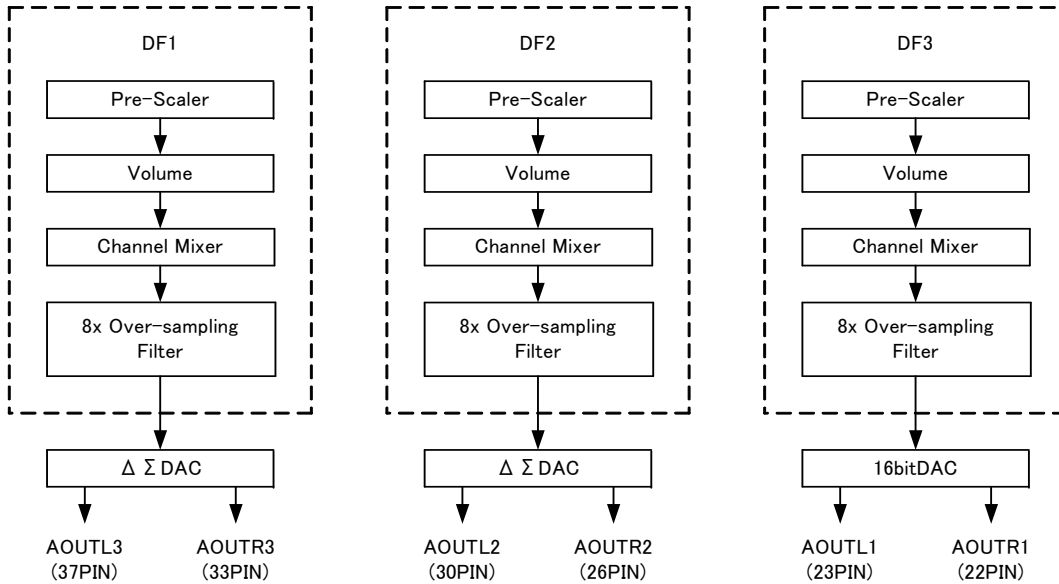 DF1
Pre-Scaler
Volume
Channel Mixer
8x Over-sampling
Filter
Δ Σ DAC
AOUTL3
(37PIN)
AOUTR3
(33PIN)
DF2
Pre-Scaler
Volume
Channel Mixer
8x Over-sampling
Filter
Δ Σ DAC
AOUTL2
(30PIN)
AOUTR2
(26PIN)
DF3
Pre-Scaler
Volume
Channel Mixer
8x Over-sampling
Filter
16bitDAC
AOUTL1
(23PIN)
AOUTR1
(22PIN)